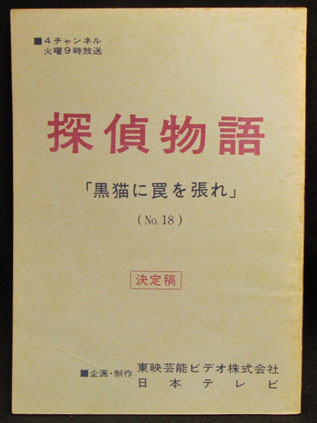 ■4チャンネル
火曜9時放送
探偵物語
「黒猫に罠を張れ」
(No.18)
決定稿
■企画・制作 東映芸能ビデオ株式会社
日本テレビ